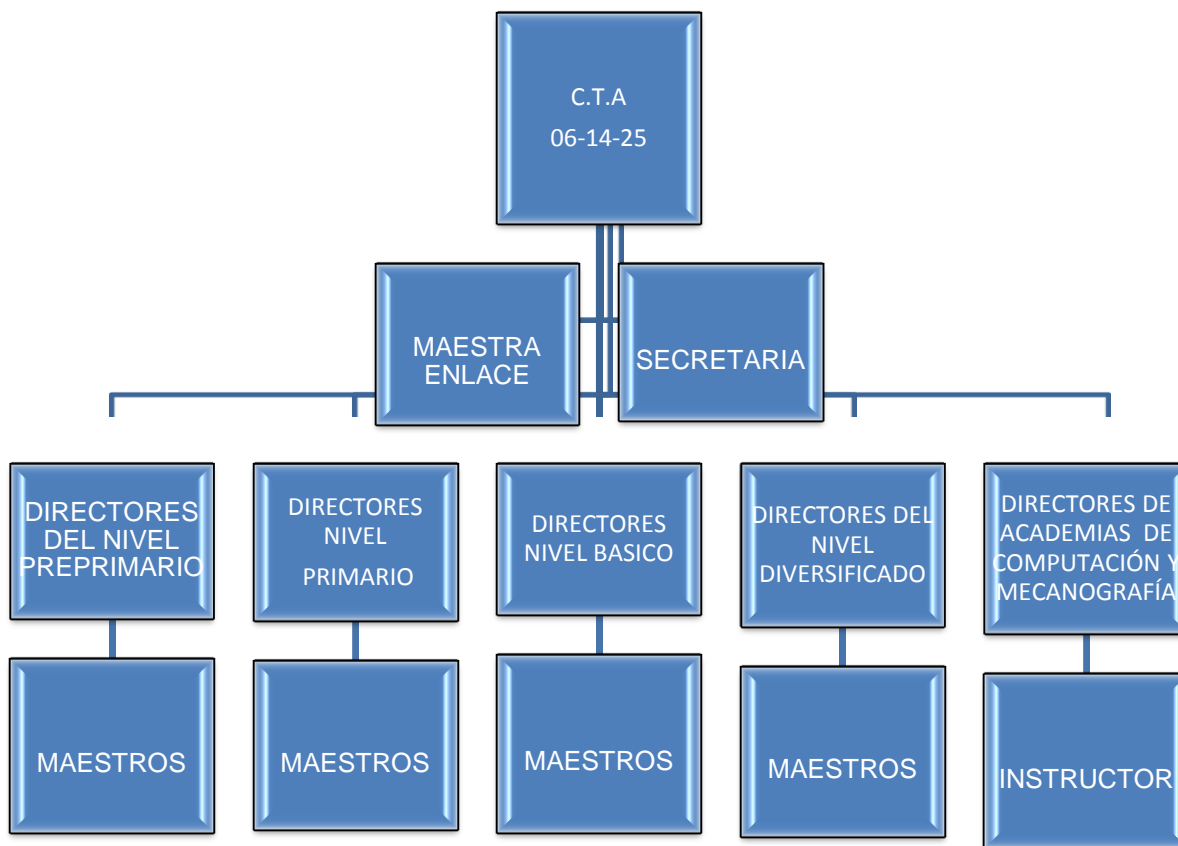 C.T.A
06-14-25
MAESTRA
ENLACE
SECRETARIA
DIRECTORES
DEL NIVEL
PREPRIMARIO
DIRECTORES
NIVEL
PRIMARIO
DIRECTORES
NIVEL BASICO
DIRECTORES DEL
NIVEL
DIVERSIFICADO
DIRECTORES DE
ACADEMIAS DE
COMPUTACIÓN Y
MECANOGRAFÍA
MAESTROS
MAESTROS
MAESTROS
MAESTROS
INSTRUCTOR